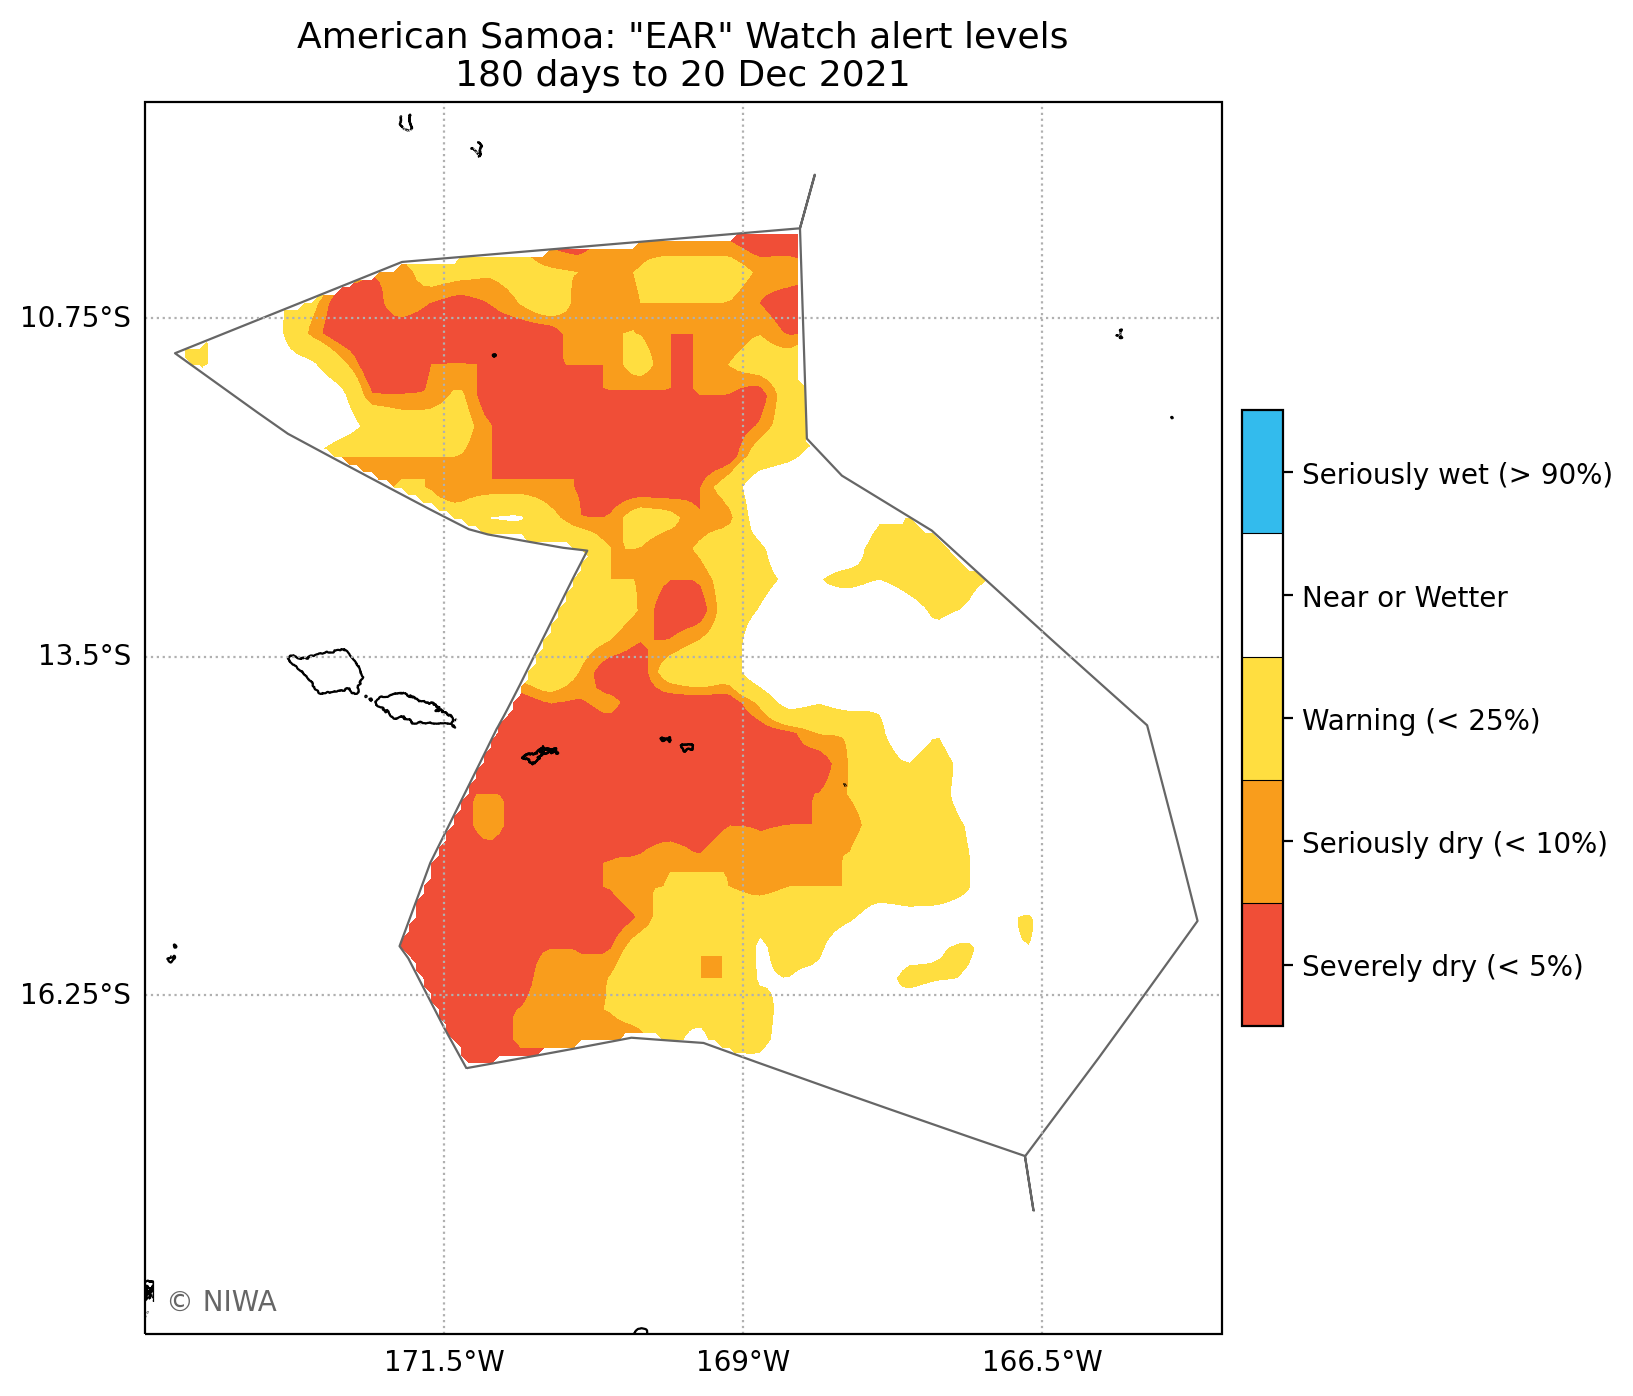 American Samoa: "EAR" Watch alert levels
180 days to 20 Dec 2021
10.75°S
13.5°S
16.25°S
171.5°W
169°W
166.5°W
Seriously wet (> 90%)
Near or Wetter
Warning (< 25%)
Seriously dry (< 10%)
Severely dry (< 5%)
© NIWA